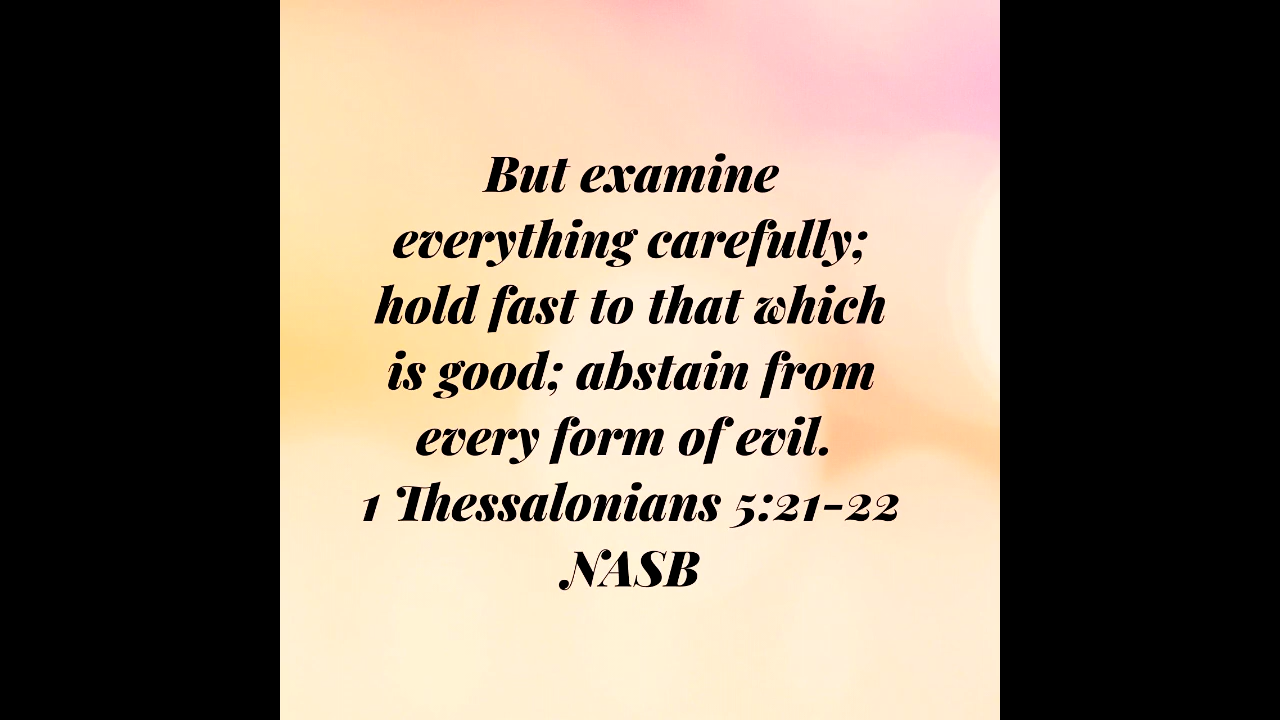 But examine
everything carefully;
hold fast to that which
is good; abstain from
every form of evil.
1 Thessalonians 5:21-22
NASB